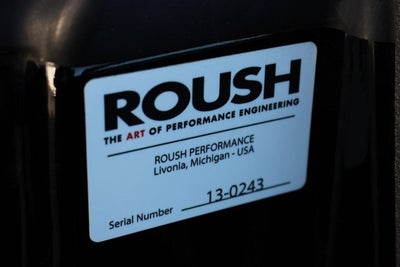 ROUSH
THE ART OF PERFORMANCE ENGINEERING
ROUSH PERFORMANCE
Livonia, Michigan - USA
Serial Number 13-0243